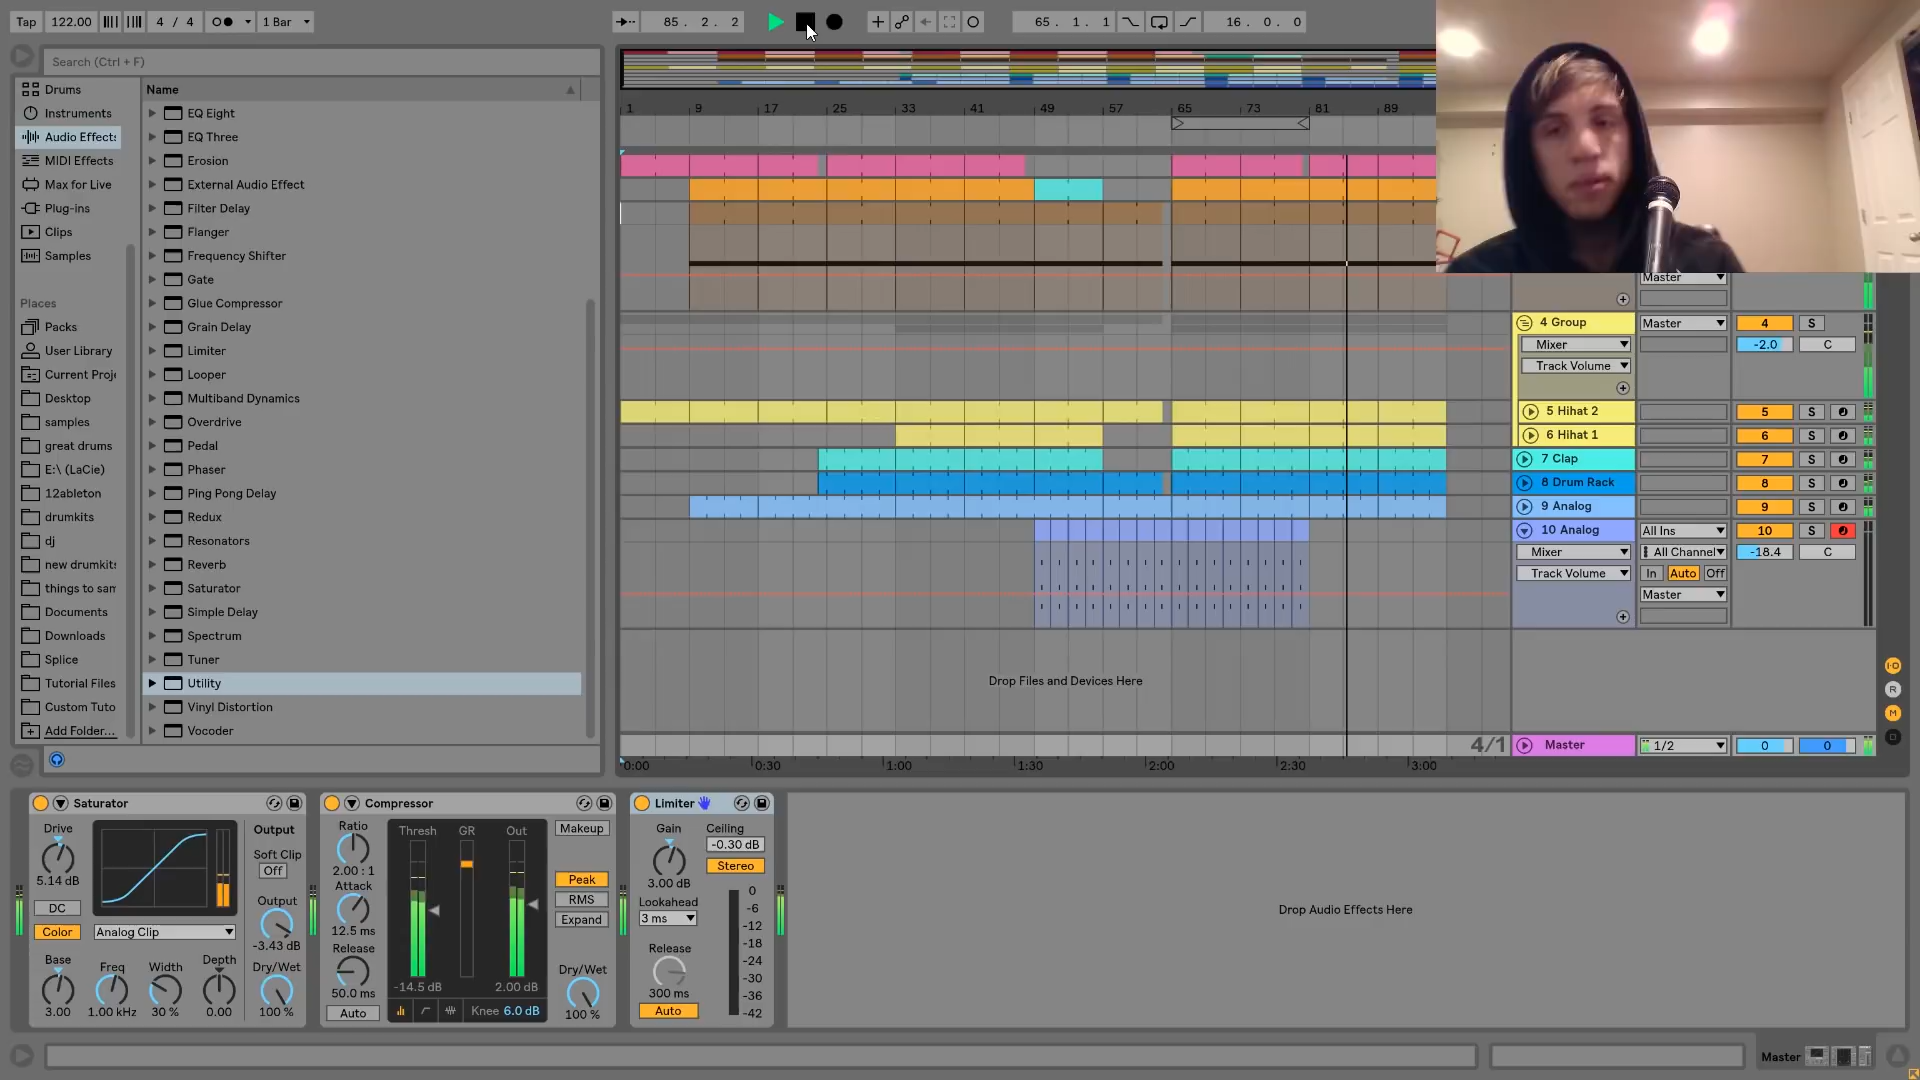 Tap 122.00 4 / 4 1 Bar 85 . 2 . 2 65 . 1 . 1 16 . 0 . 0
Search (Ctrl + F)
Drums
Instruments
Audio Effects
MIDI Effects
Max for Live
Plug-ins
Clips
Samples
Places
Packs
User Library
Current Proje
Desktop
samples
great drums
E:\ (LaCie)
12ableton
drumkits
dj
new drumkits
things to sam
Documents
Downloads
Splice
Tutorial Files
Custom Tuto
Add Folder...
Name
EQ Eight
EQ Three
Erosion
External Audio Effect
Filter Delay
Flanger
Frequency Shifter
Gate
Glue Compressor
Grain Delay
Limiter
Looper
Multiband Dynamics
Overdrive
Pedal
Phaser
Ping Pong Delay
Redux
Resonators
Reverb
Saturator
Simple Delay
Spectrum
Tuner
Utility
Vinyl Distortion
Vocoder
1 9 17 25 33 41 49 57 65 73 81 89
Drop Files and Devices Here
4/1
0:00 0:30 1:00 1:30 2:00 2:30 3:00
Master
4 Group Master 4 S
Mixer -2.0 C
Track Volume
5 Hihat 2 5 S
6 Hihat 1 6 S
7 Clap 7 S
8 Drum Rack 8 S
9 Analog 9 S
10 Analog All Ins 10 S
Mixer All Channel -18.4 C
Track Volume In Auto Off
Master
Master 1/2 0 0
I·O
R
M
D
Saturator
Drive
5.14 dB
DC
Color Analog Clip
Output
Soft Clip
Off
Output
-3.43 dB
Base Freq Width Depth Dry/Wet
3.00 1.00 kHz 30 % 0.00 100 %
Compressor
Ratio
2.00 : 1
Attack
12.5 ms
Release
50.0 ms
Auto
Thresh GR Out
-14.5 dB 2.00 dB
Knee 6.0 dB
Makeup
Peak
RMS
Expand
Dry/Wet
100 %
Limiter
Gain
3.00 dB
Lookahead
3 ms
Release
300 ms
Auto
Ceiling
-0.30 dB
Stereo
0
-6
-12
-18
-24
-30
-36
-42
Drop Audio Effects Here
Master